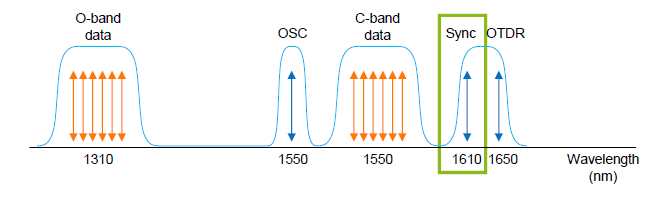 O-band
data
OSC
C-band
data
Sync
OTDR
1310
1550
1550
1610
1650
Wavelength
(nm)